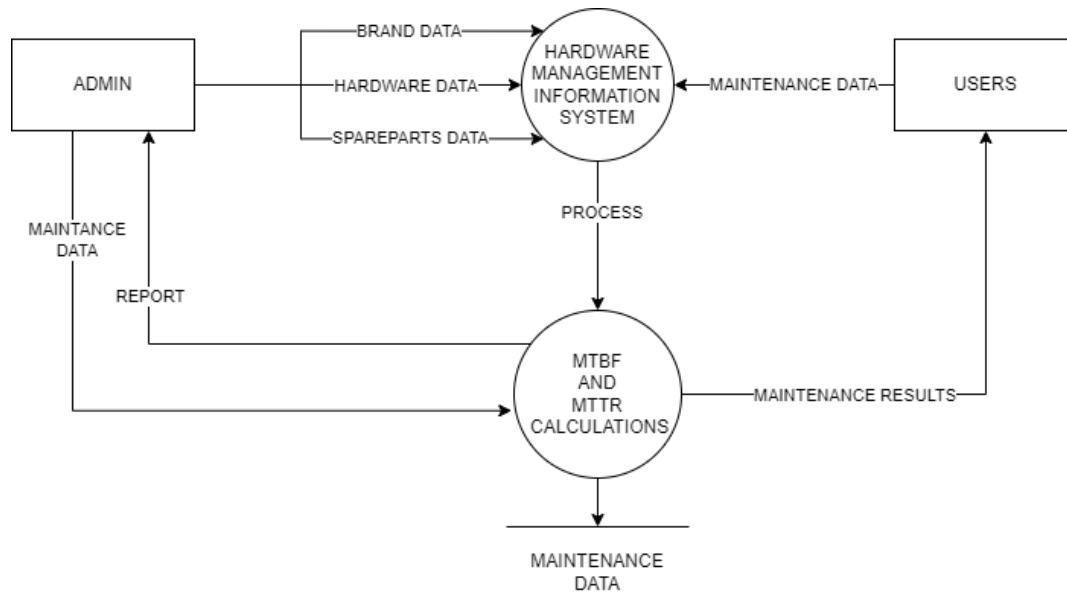 BRAND DATA
ADMIN
HARDWARE DATA
SPAREPARTS DATA
HARDWARE
MANAGEMENT
INFORMATION
SYSTEM
MAINTENANCE DATA
USERS
MAINTANCE
DATA
PROCESS
REPORT
MTBF
AND
MTTR
CALCULATIONS
MAINTENANCE RESULTS
MAINTENANCE
DATA